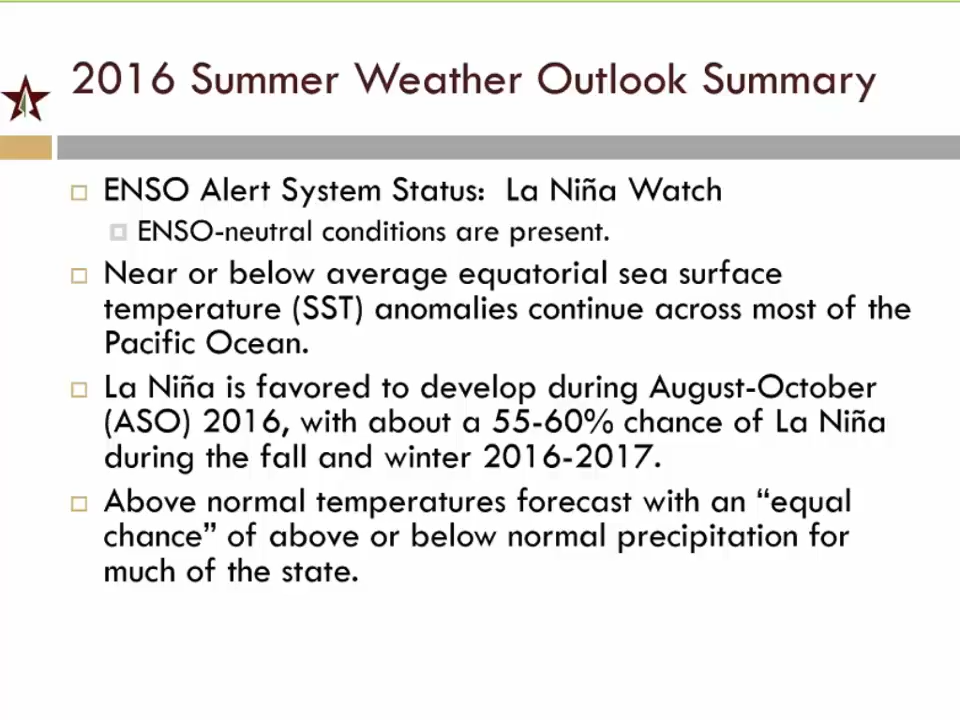 2016 Summer Weather Outlook Summary
ENSO Alert System Status:  La Niña Watch
ENSO-neutral conditions are present.
Near or below average equatorial sea surface
temperature (SST) anomalies continue across most of the
Pacific Ocean.
La Niña is favored to develop during August-October
(ASO) 2016, with about a 55-60% chance of La Niña
during the fall and winter 2016-2017.
Above normal temperatures forecast with an “equal
chance” of above or below normal precipitation for
much of the state.